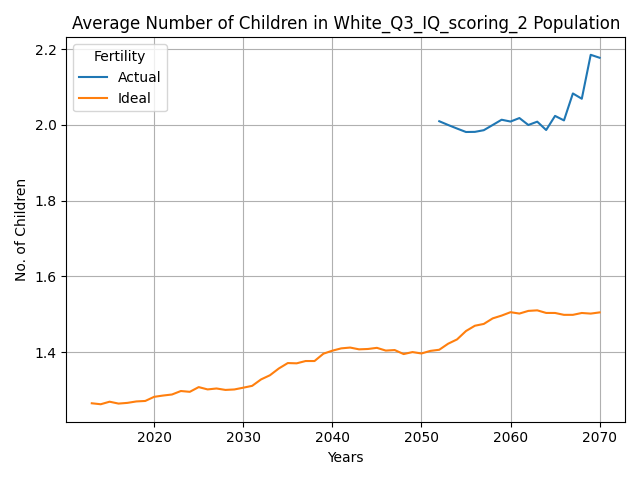 Average Number of Children in White_Q3_IQ_scoring_2 Population
Fertility
Actual
Ideal
No. of Children
2.2
2.0
1.8
1.6
1.4
2020 2030 2040 2050 2060 2070
Years